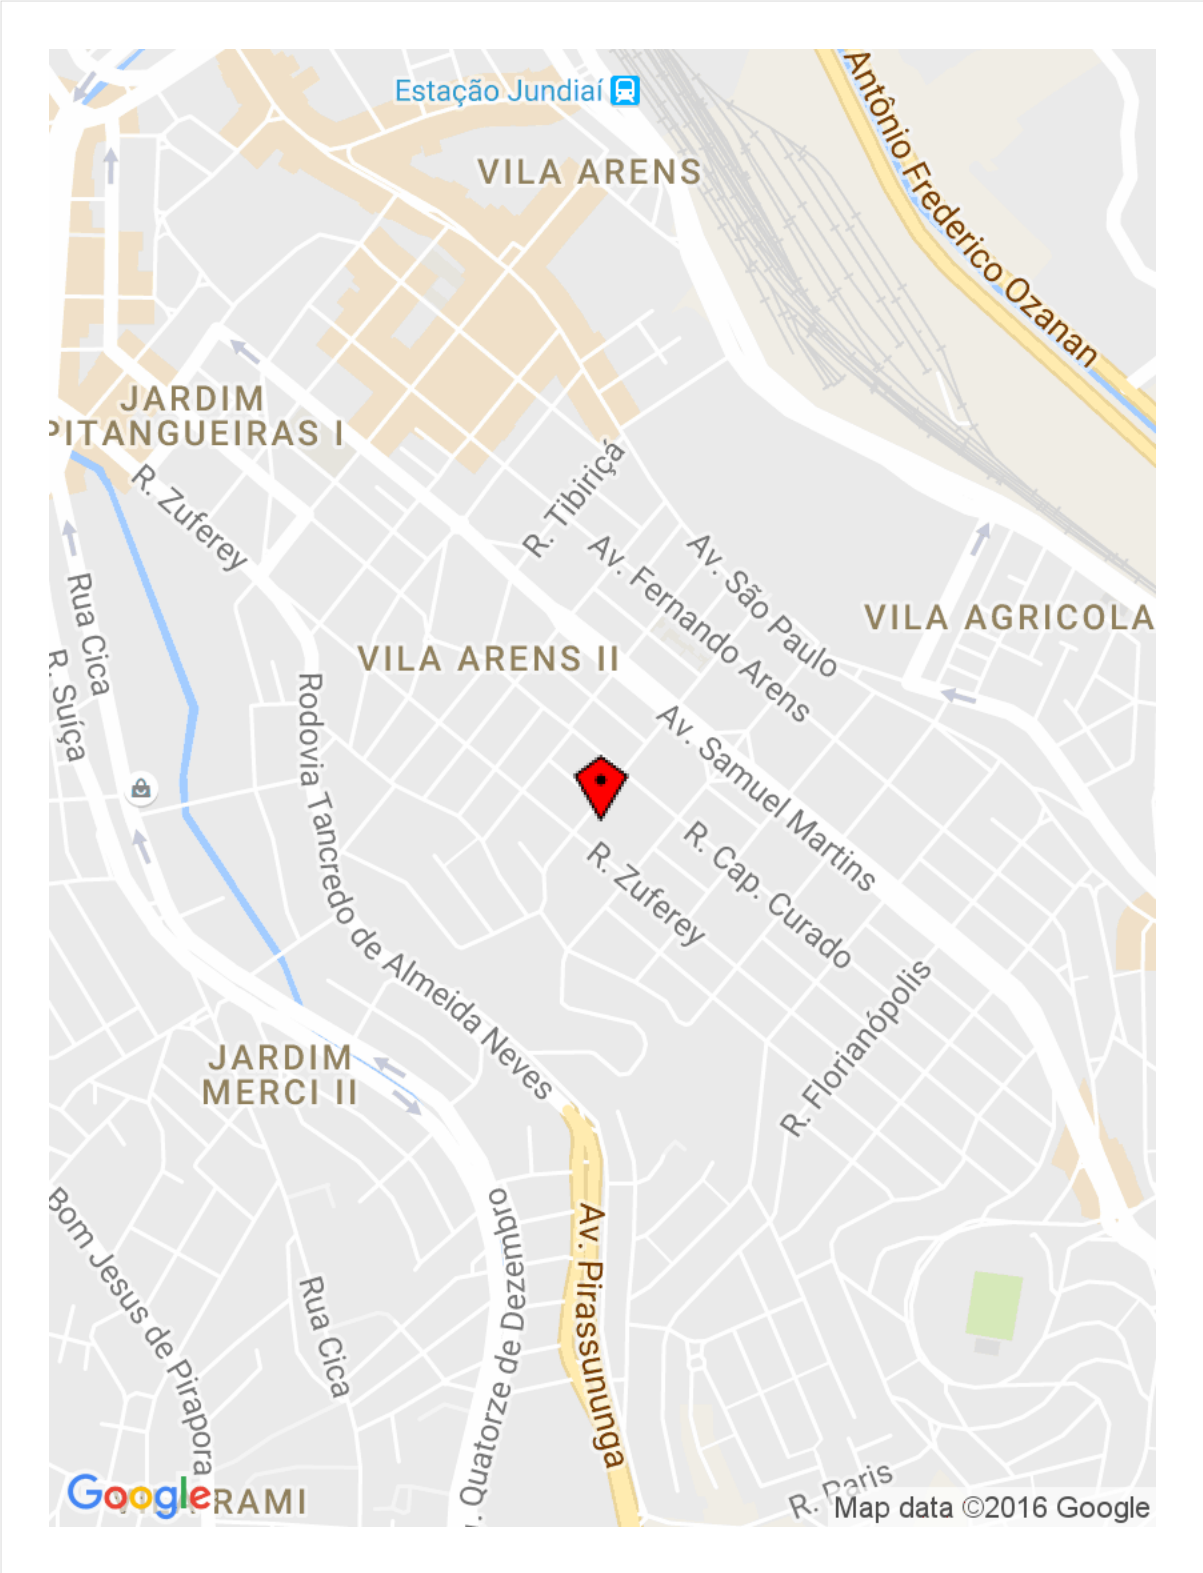 Estação Jundiaí
Antônio Frederico Ozanan
VILA ARENS
JARDIM
PITANGUEIRAS I
R. Tibiriçá
R. Zuferey
Av. São Paulo
Av. Fernando Arens
Rua Cica
VILA AGRICOLA
R. Suíça
VILA ARENS II
Rodovia Tancredo de Almeida Neves
Av. Samuel Martins
R. Cap. Curado
R. Zuferey
R. Florianópolis
JARDIM
MERCI II
Bom Jesus de Pirapora
Quatorze de Dezembro
Av. Pirassununga
Rua Cica
R. Paris
Google
RAMI
Map data ©2016 Google